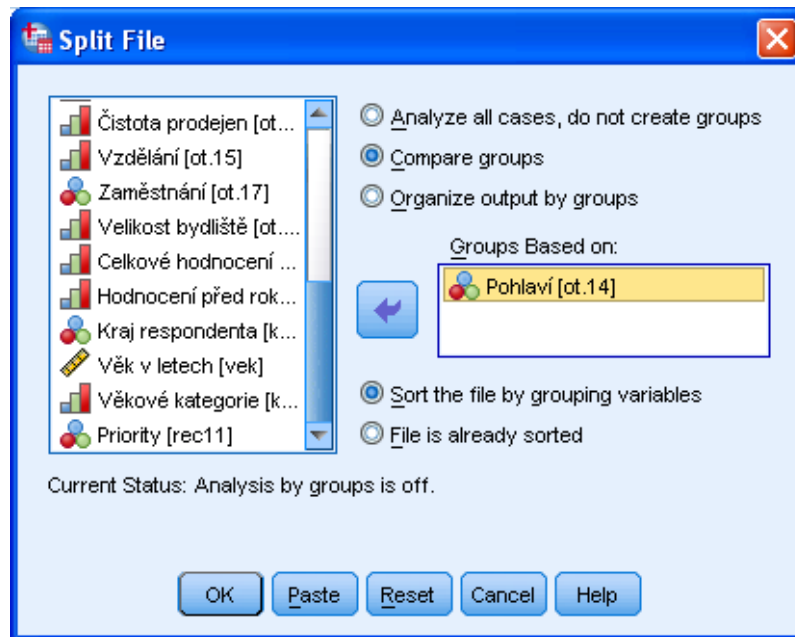 Split File
Čistota prodejen [ot...
Vzdělání [ot.15]
Zaměstnání [ot.17]
Velikost bydliště [ot....
Celkové hodnocení ...
Hodnocení před rok...
Kraj respondenta [k...
Věk v letech [vek]
Věkové kategorie [k...
Priority [rec11]
Analyze all cases, do not create groups
Compare groups
Organize output by groups
Groups Based on:
Pohlaví [ot.14]
Sort the file by grouping variables
File is already sorted
Current Status: Analysis by groups is off.
OK
Paste
Reset
Cancel
Help